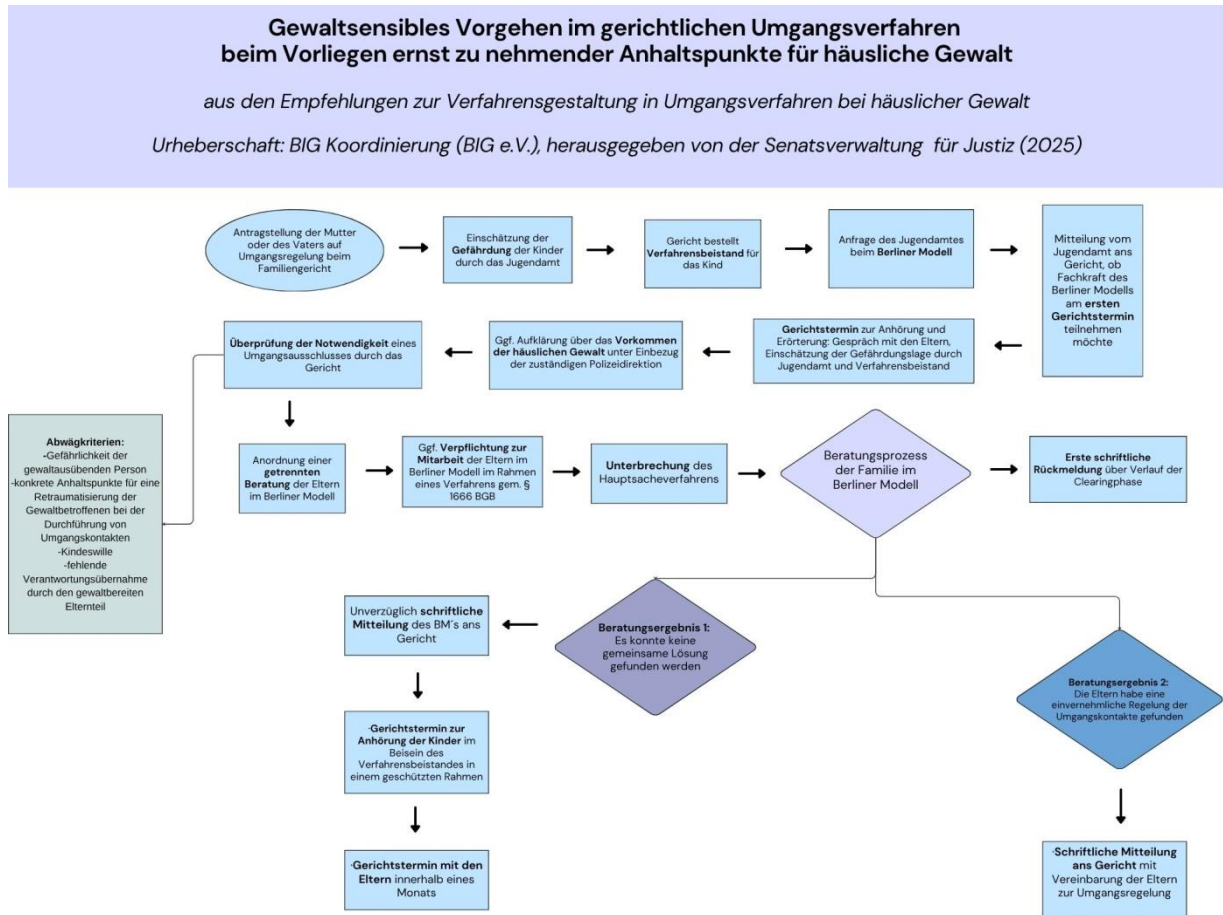 Gewaltsensibles Vorgehen im gerichtlichen Umgangsverfahren
beim Vorliegen ernst zu nehmender Anhaltspunkte für häusliche Gewalt
aus den Empfehlungen zur Verfahrensgestaltung in Umgangsverfahren bei häuslicher Gewalt
Urheberschaft: BIG Koordinierung (BIG e.V.), herausgegeben von der Senatsverwaltung für Justiz (2025)
Antragstellung der Mutter
oder des Vaters auf
Umgangsregelung beim
Familiengericht
Einschätzung der
Gefährdung der Kinder
durch das Jugendamt
Gericht bestellt
Verfahrensbeistand für
das Kind
Anfrage des Jugendamtes
beim Berliner Modell
Mitteilung vom
Jugendamt ans
Gericht, ob
Fachkraft des
Berliner Modells
am ersten
Gerichtstermin
teilnehmen
möchte
Gerichtstermin zur Anhörung und
Erörterung: Gespräch mit den Eltern,
Einschätzung der Gefährdungslage durch
Jugendamt und Verfahrensbeistand
Ggf. Aufklärung über das Vorkommen
der häuslichen Gewalt unter Einbezug
der zuständigen Polizeidirektion
Überprüfung der Notwendigkeit eines
Umgangsausschlusses durch das
Gericht
Abwägkriterien:
-Gefährlichkeit der
gewaltausübenden Person
-konkrete Anhaltspunkte für eine
Retraumatisierung der
Gewaltbetroffenen bei der
Durchführung von
Umgangskontakten
-Kindeswille
-fehlende
Verantwortungsübernahme
durch den gewaltbereiten
Elternteil
Anordnung einer
getrennten
Beratung der Eltern
im Berliner Modell
Ggf. Verpflichtung zur
Mitarbeit der Eltern im
Berliner Modell im Rahmen
eines Verfahrens gem. §
1666 BGB
Unterbrechung des
Hauptsacheverfahrens
Beratungsprozess
der Familie im
Berliner Modell
Erste schriftliche
Rückmeldung über Verlauf der
Clearingphase
Beratungsergebnis 1:
Es konnte keine
gemeinsame Lösung
gefunden werden
Unverzüglich schriftliche
Mitteilung des BM´s ans
Gericht
·Gerichtstermin zur
Anhörung der Kinder im
Beisein des
Verfahrensbeistandes in
einem geschützten Rahmen
·Gerichtstermin mit den
Eltern innerhalb eines
Monats
Beratungsergebnis 2:
Die Eltern habe eine
einvernehmliche Regelung der
Umgangskontakte gefunden
·Schriftliche Mitteilung
ans Gericht mit
Vereinbarung der Eltern
zur Umgangsregelung